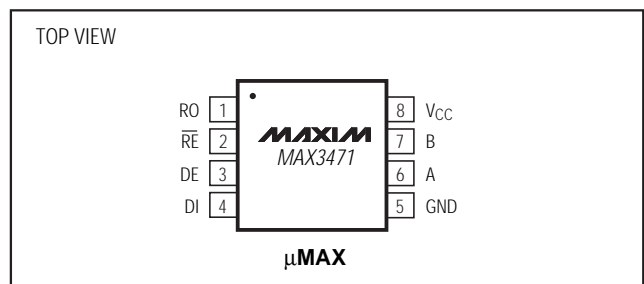 TOP VIEW
RO 1 8 VCC
RE 2 MAXIM 7 B
MAX3471
DE 3 6 A
DI 4 5 GND
µMAX